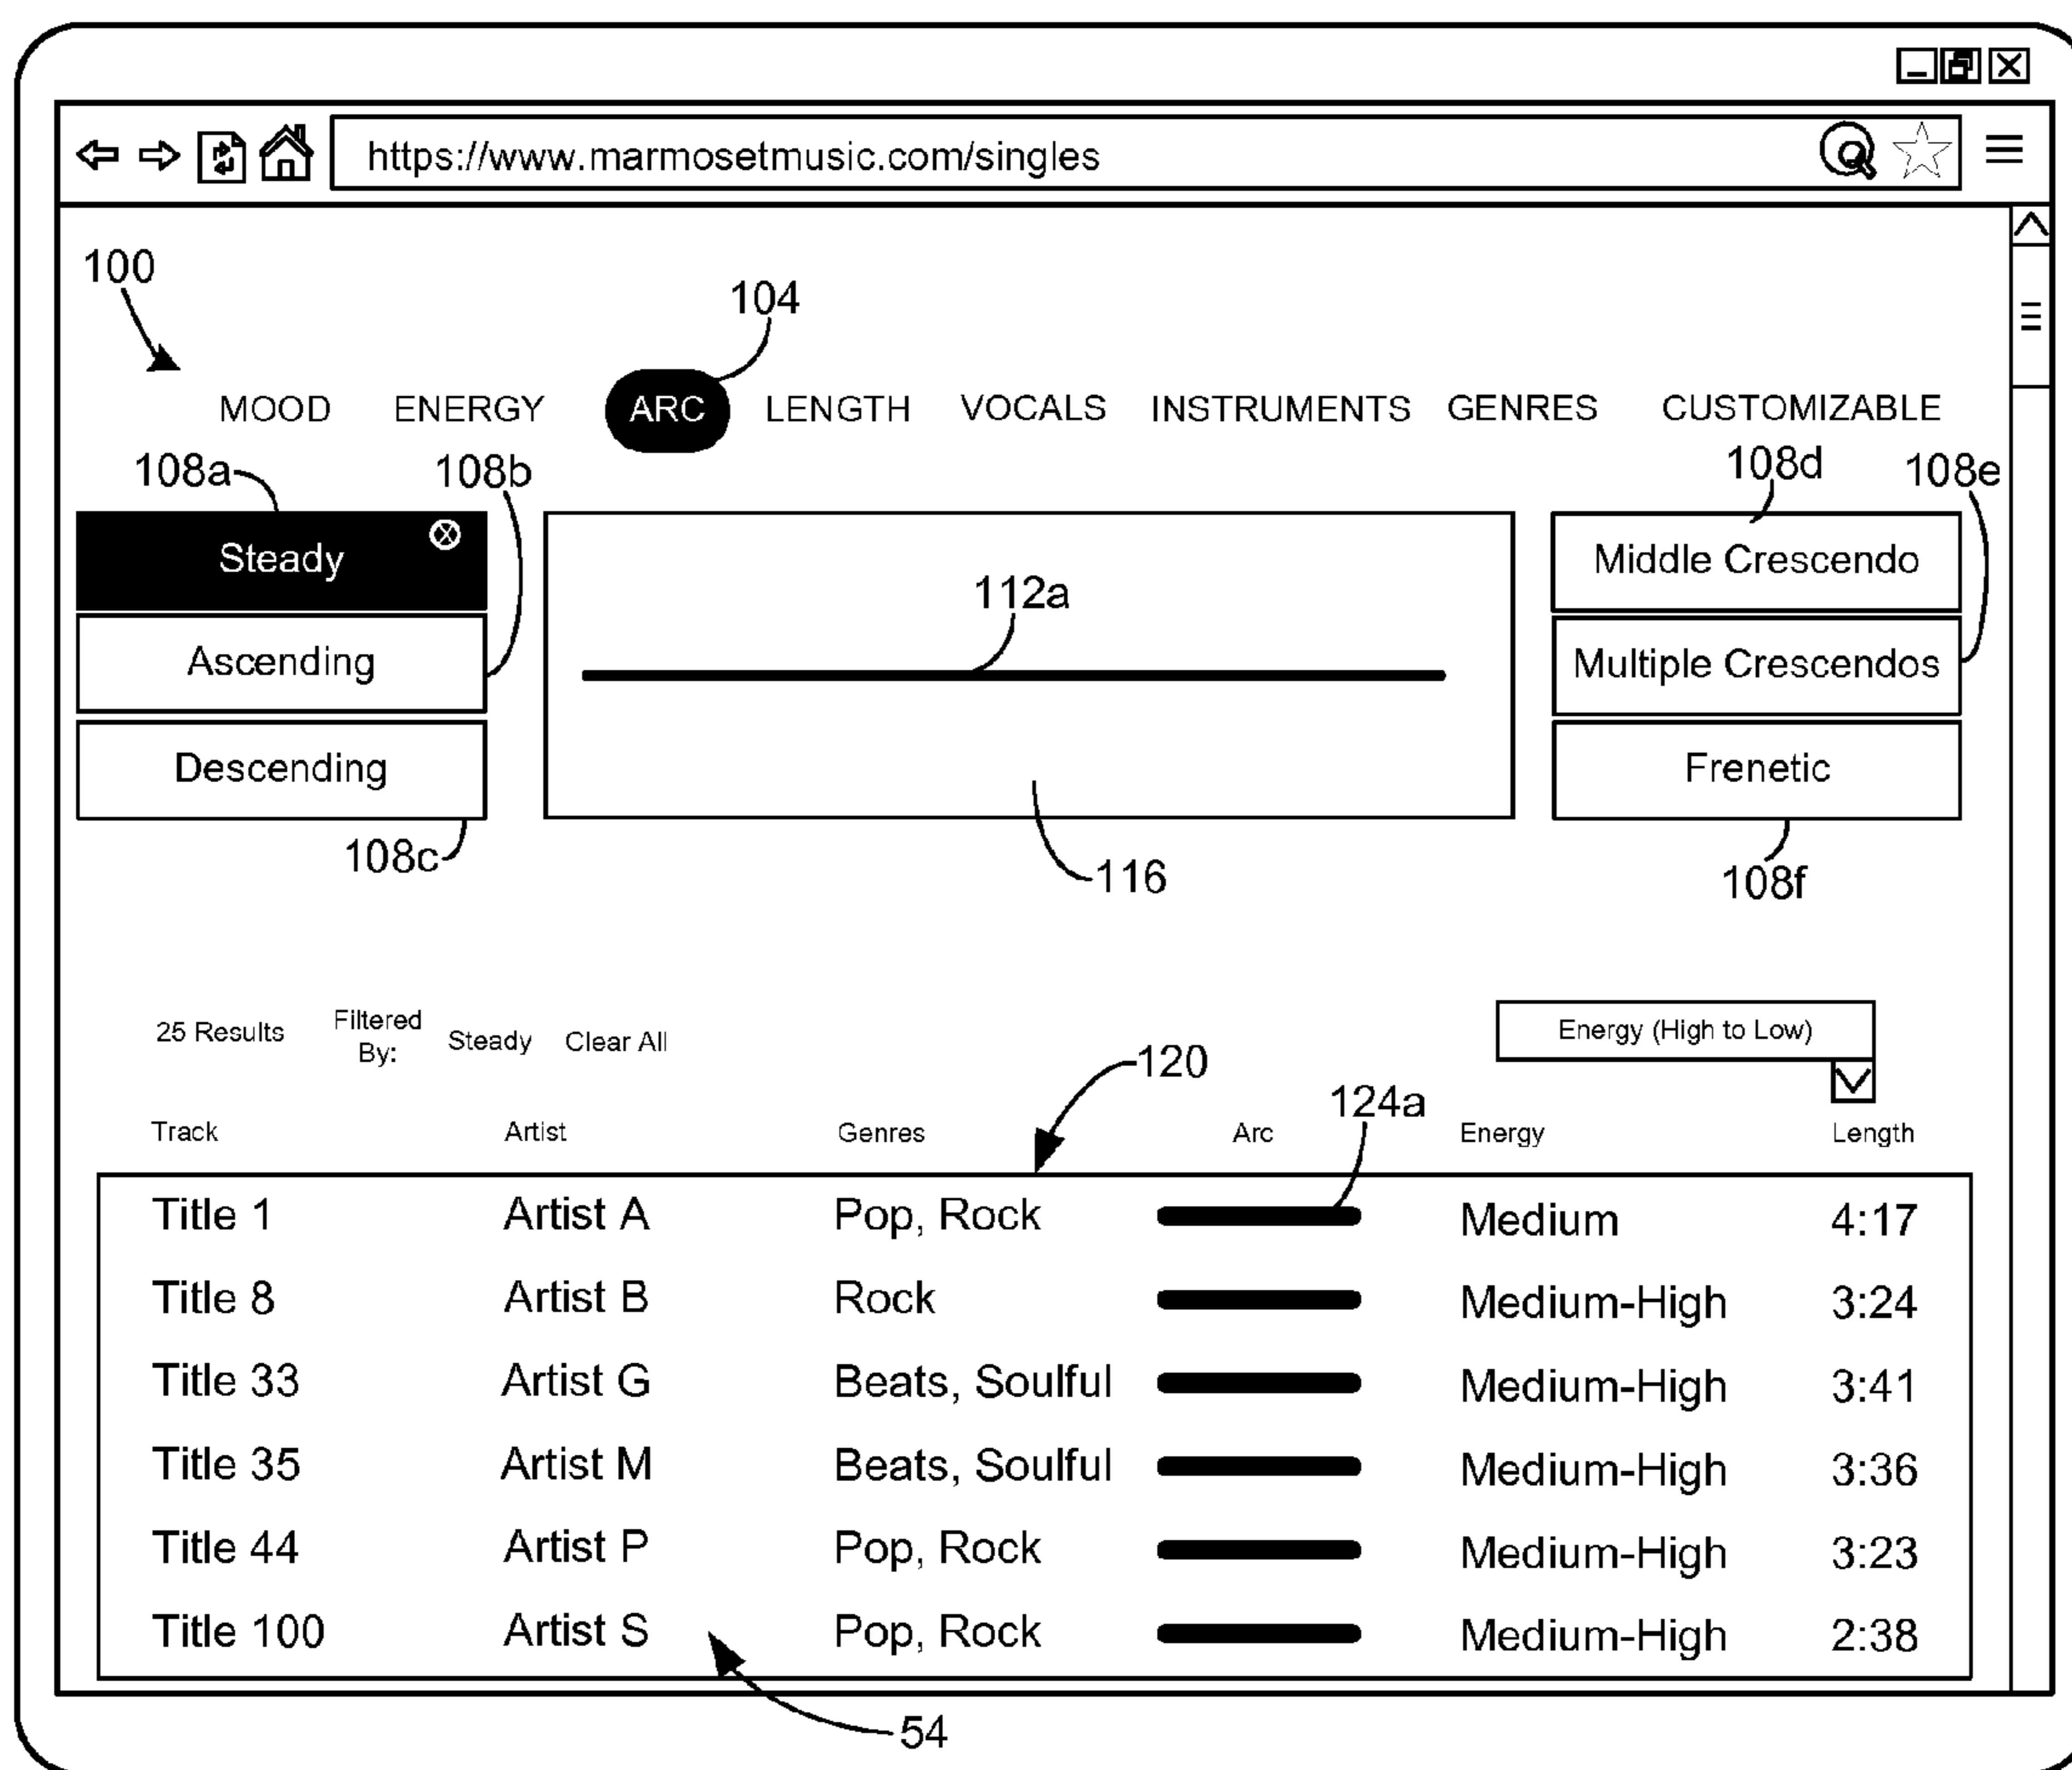 https://www.marmosetmusic.com/singles
100
104
MOOD ENERGY ARC LENGTH VOCALS INSTRUMENTS GENRES CUSTOMIZABLE
108a 108b 108d 108e
Steady
Ascending
Descending
112a
Middle Crescendo
Multiple Crescendos
Frenetic
108c 116 108f
25 Results Filtered By: Steady Clear All
Energy (High to Low)
120
124a
Track Artist Genres Arc Energy Length
Title 1 Artist A Pop, Rock Medium 4:17
Title 8 Artist B Rock Medium-High 3:24
Title 33 Artist G Beats, Soulful Medium-High 3:41
Title 35 Artist M Beats, Soulful Medium-High 3:36
Title 44 Artist P Pop, Rock Medium-High 3:23
Title 100 Artist S Pop, Rock Medium-High 2:38
54